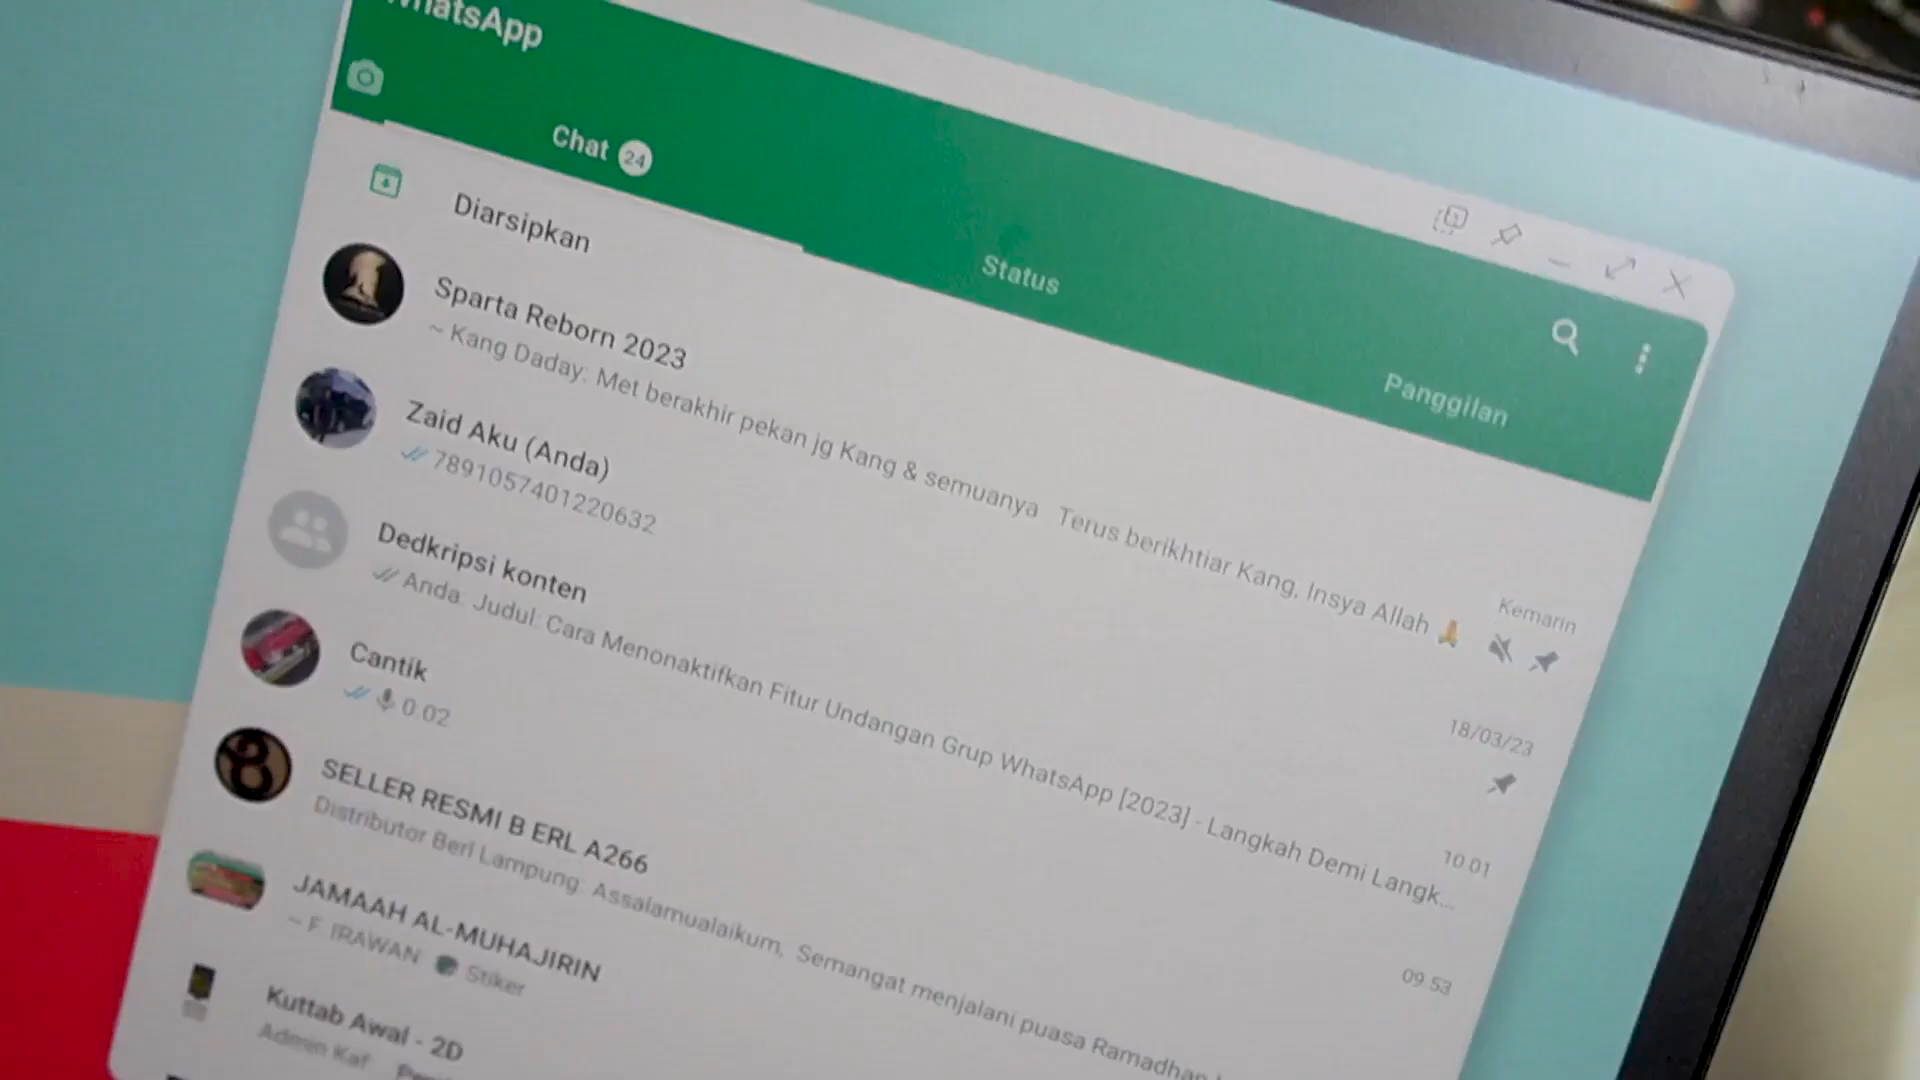 WhatsApp
Chat 24
Status
Panggilan
Diarsipkan
Sparta Reborn 2023
~ Kang Daday: Met berakhir pekan jg Kang & semuanya Terus berikhtiar Kang, Insya Allah 🙏
Kemarin
Zaid Aku (Anda)
7891057401220632
18/03/23
Dedkripsi konten
Anda: Judul: Cara Menonaktifkan Fitur Undangan Grup WhatsApp [2023] - Langkah Demi Langk...
10.01
Cantik
0.02
09.53
SELLER RESMI B ERL A266
Distributor Berl Lampung: Assalamualaikum, Semangat menjalani puasa Ramadhan
JAMAAH AL-MUHAJIRIN
~ F IRAWAN: Stiker
Kuttab Awal - 2D
Admin Kaf